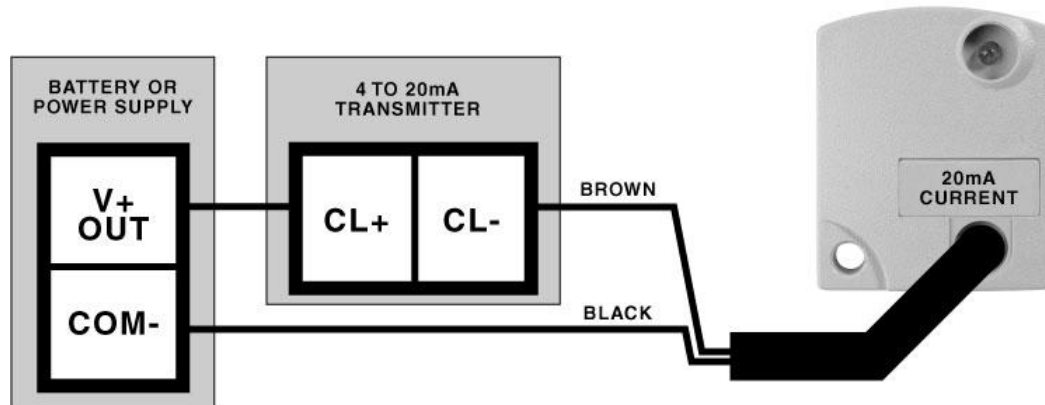 BATTERY OR
POWER SUPPLY
V+
OUT
COM-
4 TO 20mA
TRANSMITTER
CL+
CL-
BROWN
BLACK
20mA
CURRENT